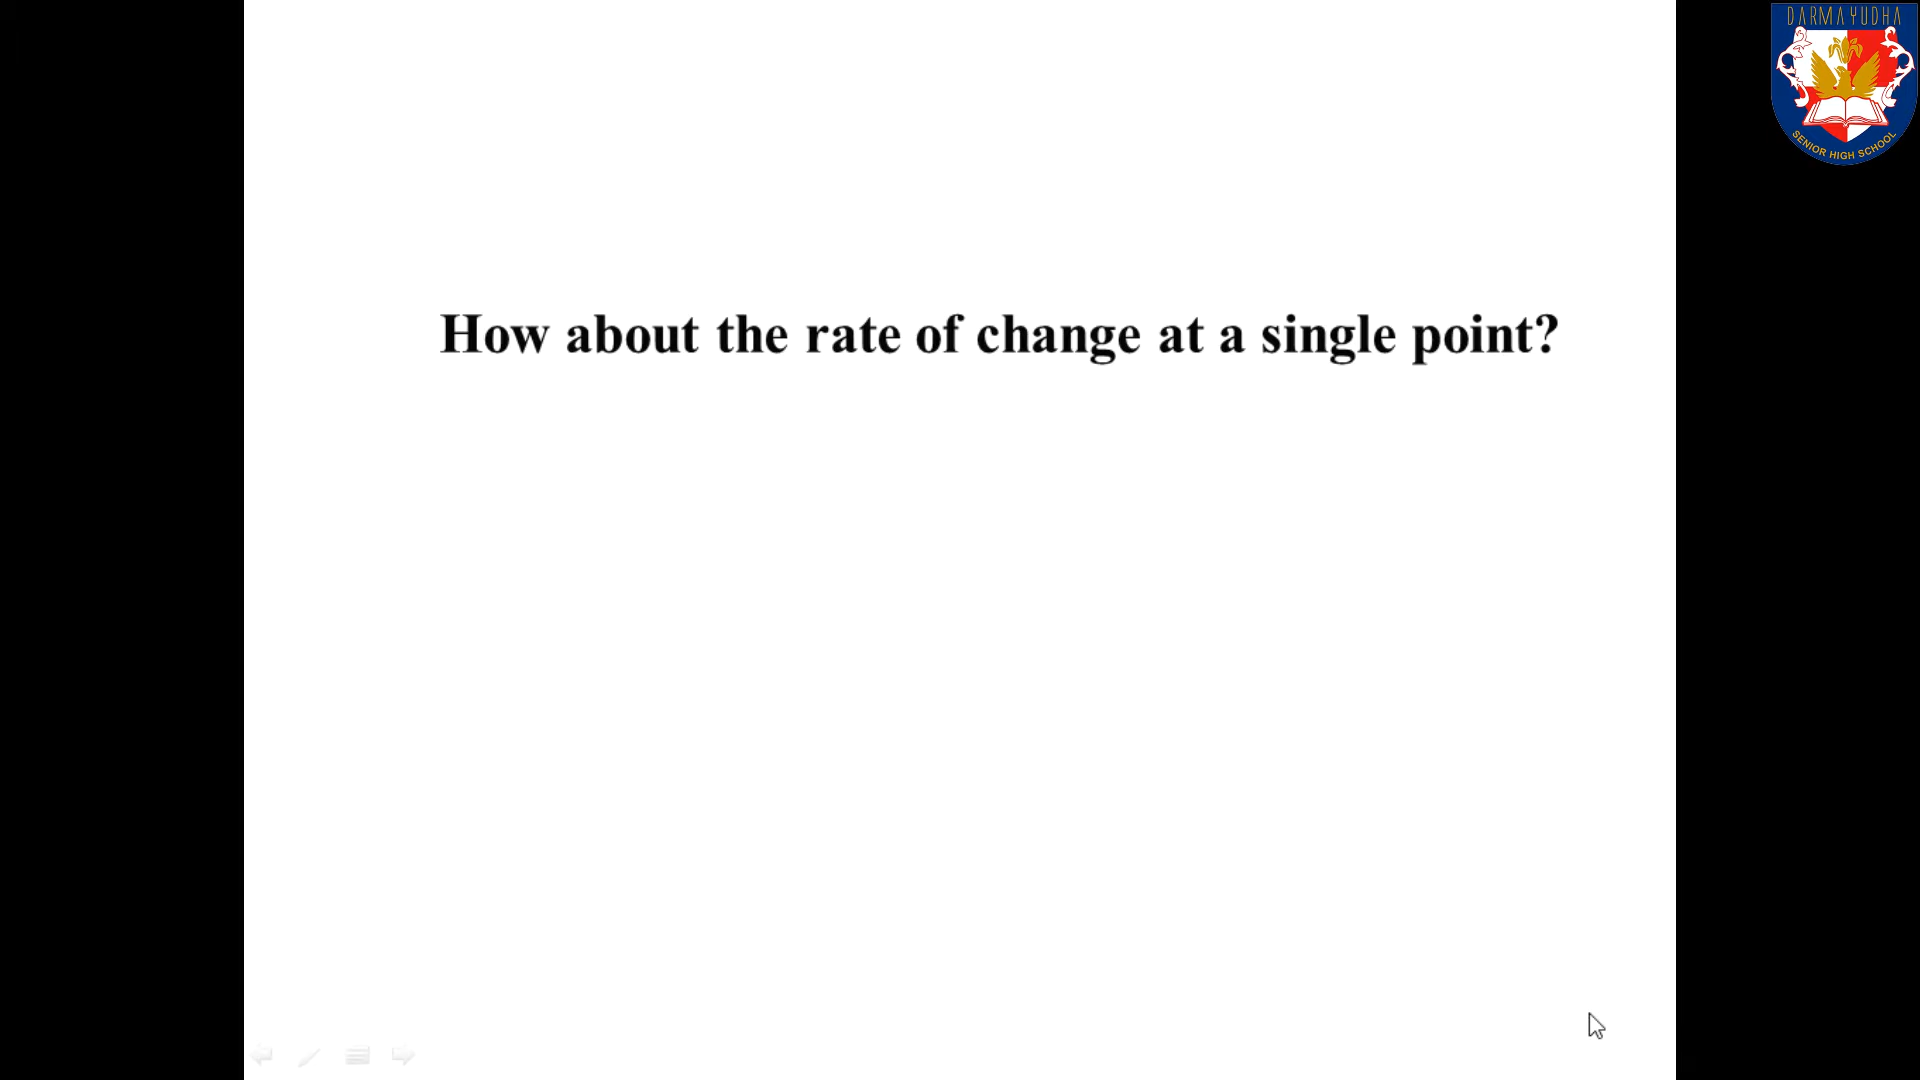 DARMA YUDHA
SENIOR HIGH SCHOOL
How about the rate of change at a single point?